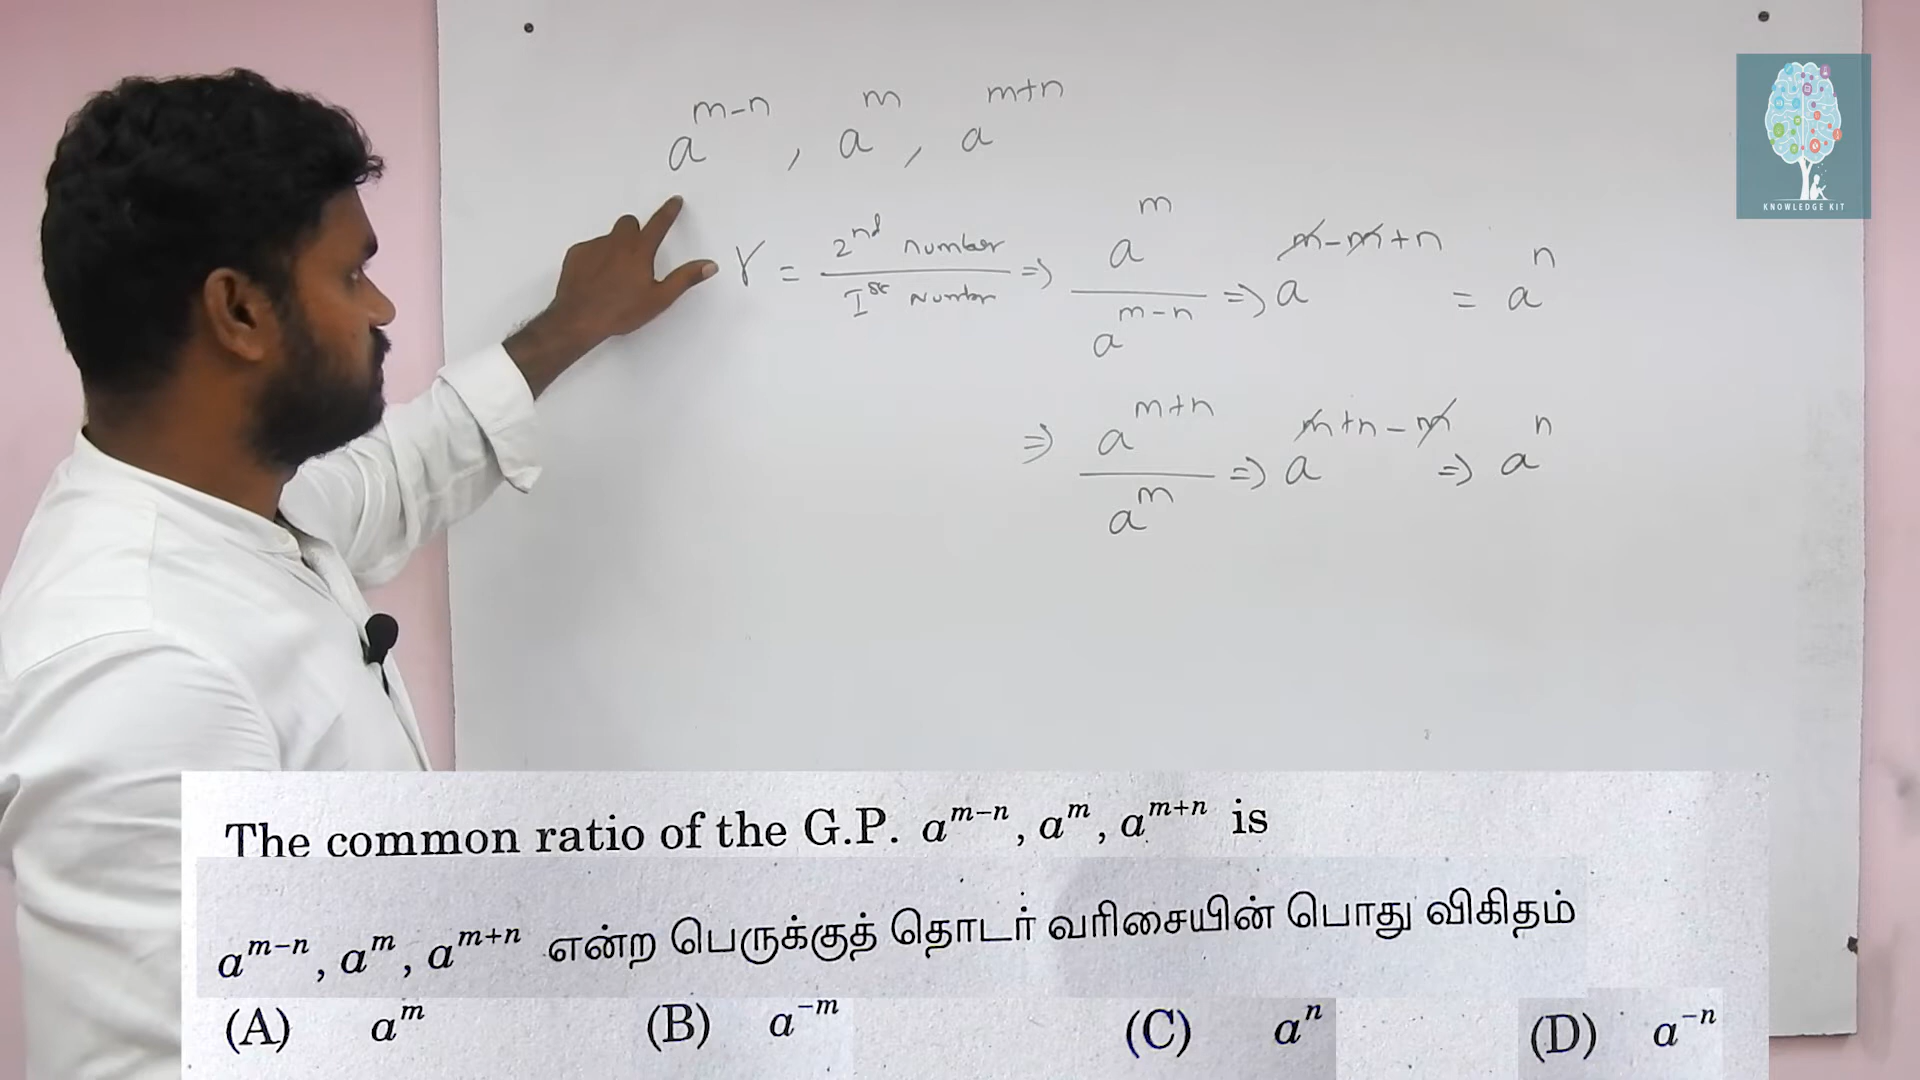 a^{m-n}, a^m, a^{m+n}
r = 2nd number / Ist Number => a^m / a^{m-n} => a^{m-m+n} = a^n
=> a^{m+n} / a^m => a^{m+n-m} => a^n
KNOWLEDGE KIT
The common ratio of the G.P. a^{m-n}, a^m, a^{m+n} is
a^{m-n}, a^m, a^{m+n} என்ற பெருக்குத் தொடர் வரிசையின் பொது விகிதம்
(A) a^m (B) a^{-m} (C) a^n (D) a^{-n}